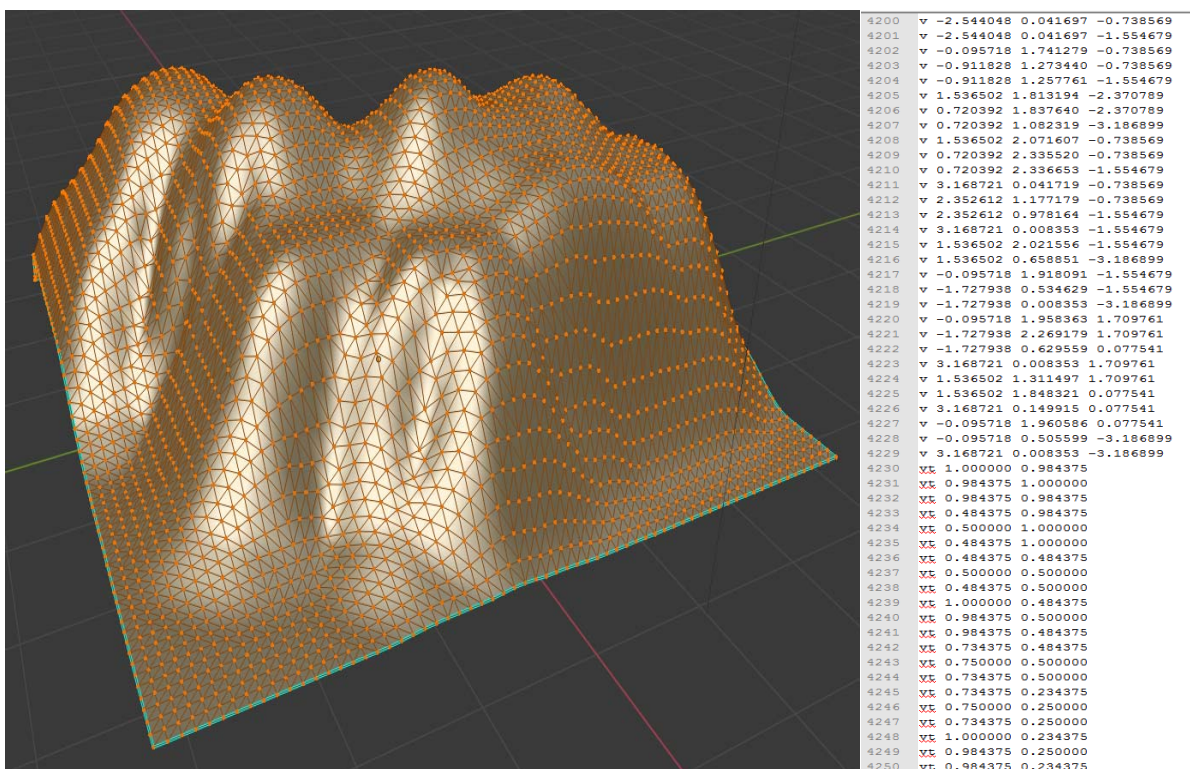 4200 v -2.544048 0.041697 -0.738569
4201 v -2.544048 0.041697 -1.554679
4202 v -0.095718 1.741279 -0.738569
4203 v -0.911828 1.273440 -0.738569
4204 v -0.911828 1.257761 -1.554679
4205 v 1.536502 1.813194 -2.370789
4206 v 0.720392 1.837640 -2.370789
4207 v 0.720392 1.082319 -3.186899
4208 v 1.536502 2.071607 -0.738569
4209 v 0.720392 2.335520 -0.738569
4210 v 0.720392 2.336653 -1.554679
4211 v 3.168721 0.041719 -0.738569
4212 v 2.352612 1.177179 -0.738569
4213 v 2.352612 0.978164 -1.554679
4214 v 3.168721 0.008353 -1.554679
4215 v 1.536502 2.021556 -1.554679
4216 v 1.536502 0.658851 -3.186899
4217 v -0.095718 1.918091 -1.554679
4218 v -1.727938 0.534629 -1.554679
4219 v -1.727938 0.008353 -3.186899
4220 v -0.095718 1.958363 1.709761
4221 v -1.727938 2.269179 1.709761
4222 v -1.727938 0.629559 0.077541
4223 v 3.168721 0.008353 1.709761
4224 v 1.536502 1.311497 1.709761
4225 v 1.536502 1.848321 0.077541
4226 v 3.168721 0.149915 0.077541
4227 v -0.095718 1.960586 0.077541
4228 v -0.095718 0.505599 -3.186899
4229 v 3.168721 0.008353 -3.186899
4230 vt 1.000000 0.984375
4231 vt 0.984375 1.000000
4232 vt 0.984375 0.984375
4233 vt 0.484375 0.984375
4234 vt 0.500000 1.000000
4235 vt 0.484375 1.000000
4236 vt 0.484375 0.484375
4237 vt 0.500000 0.500000
4238 vt 0.484375 0.500000
4239 vt 1.000000 0.484375
4240 vt 0.984375 0.500000
4241 vt 0.984375 0.484375
4242 vt 0.734375 0.484375
4243 vt 0.750000 0.500000
4244 vt 0.734375 0.500000
4245 vt 0.734375 0.234375
4246 vt 0.750000 0.250000
4247 vt 0.734375 0.250000
4248 vt 1.000000 0.234375
4249 vt 0.984375 0.250000
4250 vt 0.984375 0.234375